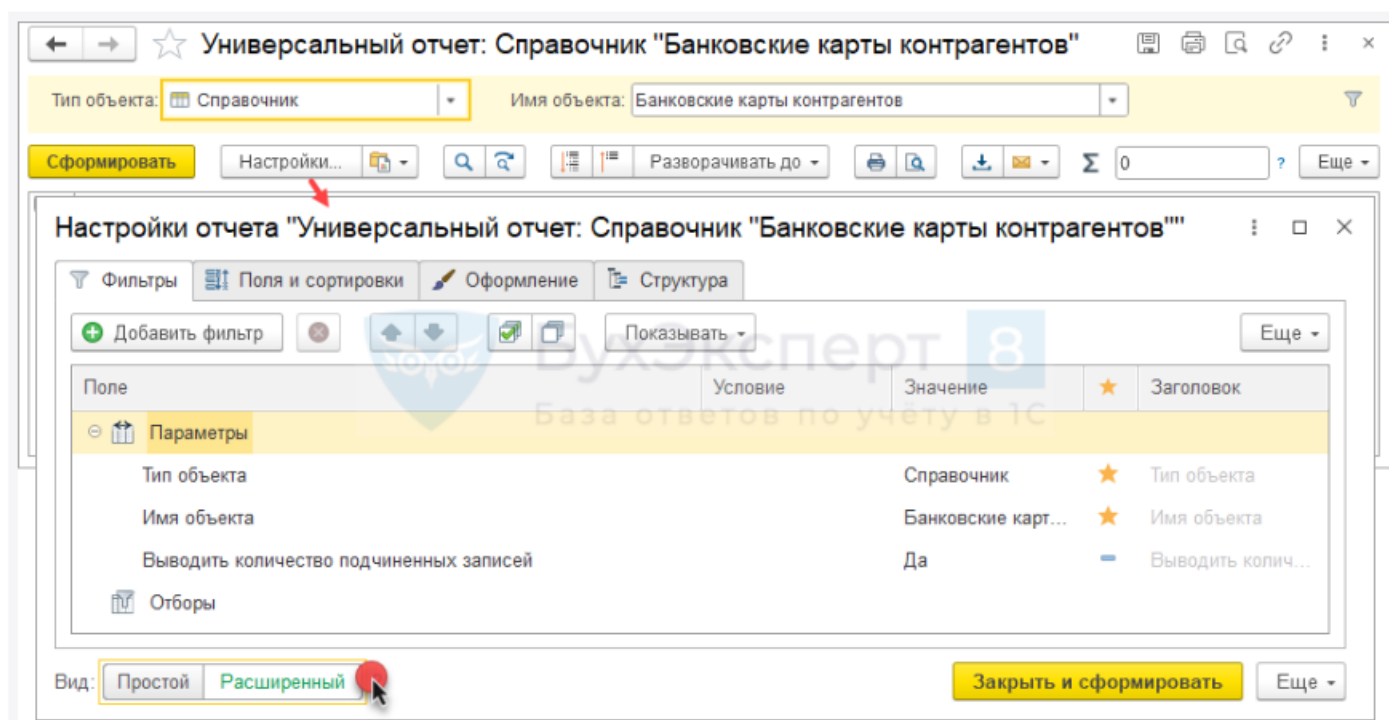 Универсальный отчет: Справочник "Банковские карты контрагентов"
Тип объекта: Справочник Имя объекта: Банковские карты контрагентов
Сформировать Настройки... Разворачивать до Σ 0 ? Еще
Настройки отчета "Универсальный отчет: Справочник "Банковские карты контрагентов""
Фильтры Поля и сортировки Оформление Структура
Добавить фильтр Показывать Еще
БухЭксперт 8
Поле Условие Значение Заголовок
База ответов по учёту в 1С
Параметры
Тип объекта Справочник Тип объекта
Имя объекта Банковские карт... Имя объекта
Выводить количество подчиненных записей Да Выводить колич...
Отборы
Вид: Простой Расширенный Закрыть и сформировать Еще